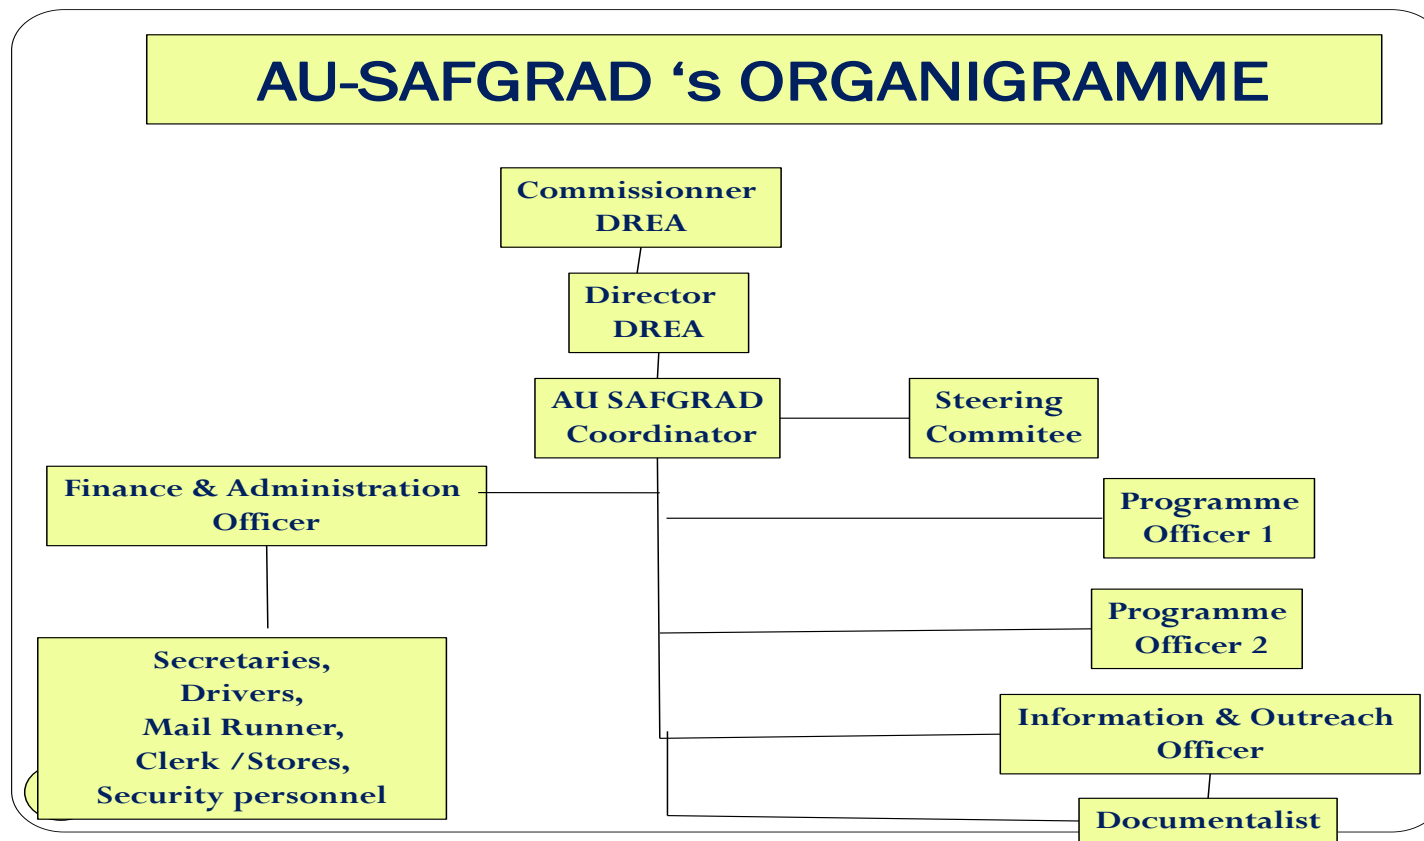 AU-SAFGRAD ‘s ORGANIGRAMME
Commissionner
DREA
Director
DREA
AU SAFGRAD
Coordinator
Steering
Commitee
Finance & Administration
Officer
Programme
Officer 1
Programme
Officer 2
Secretaries,
Drivers,
Mail Runner,
Clerk /Stores,
Security personnel
Information & Outreach
Officer
Documentalist